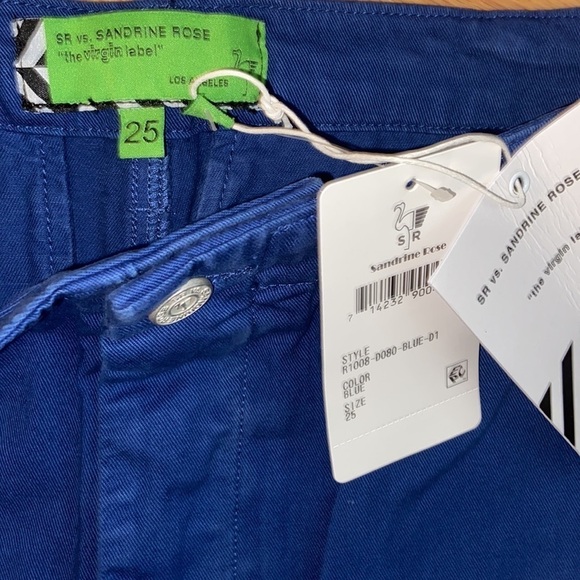 SR vs. SANDRINE ROSE
"the virgin label"
LOS ANGELES
25
S R
Sandrine Rose
7 14232 900
STYLE
R1008-D080-BLUE-D1
COLOR
BLUE
SIZE
25
SR vs. SANDRINE ROSE
"the virgin label"